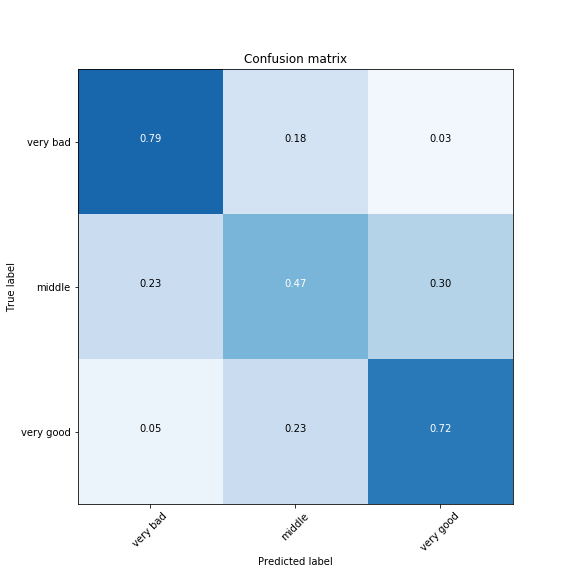 Confusion matrix
very bad 0.79 0.18 0.03
middle 0.23 0.47 0.30
very good 0.05 0.23 0.72
very bad middle very good
True label
Predicted label